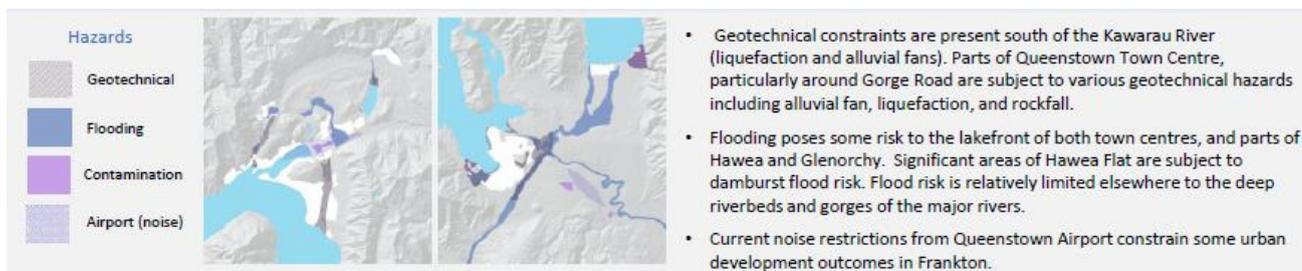 Hazards
Geotechnical
Flooding
Contamination
Airport (noise)
• Geotechnical constraints are present south of the Kawarau River
(liquefaction and alluvial fans). Parts of Queenstown Town Centre,
particularly around Gorge Road are subject to various geotechnical hazards
including alluvial fan, liquefaction, and rockfall.
• Flooding poses some risk to the lakefront of both town centres, and parts of
Hawea and Glenorchy. Significant areas of Hawea Flat are subject to
damburst flood risk. Flood risk is relatively limited elsewhere to the deep
riverbeds and gorges of the major rivers.
• Current noise restrictions from Queenstown Airport constrain some urban
development outcomes in Frankton.